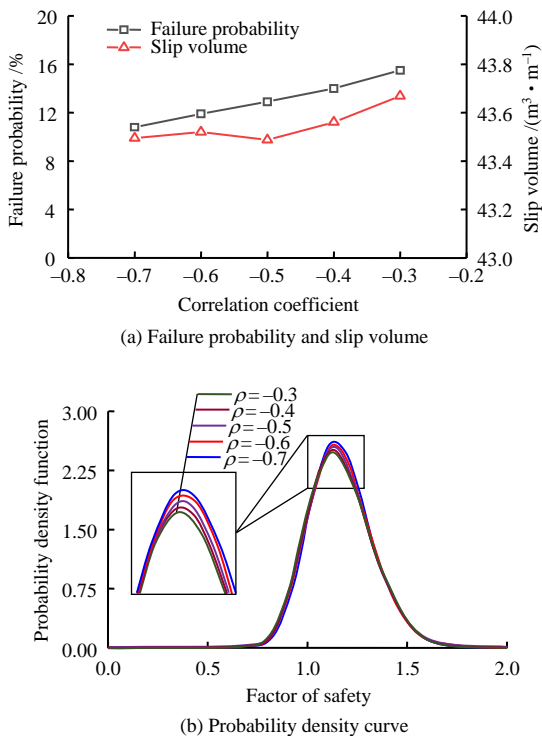 Failure probability
Slip volume
Failure probability /%
20
16
12
8
4
0
44.0
43.8
43.6
43.4
43.2
43.0
Slip volume /(m³ • m⁻¹)
−0.8 −0.7 −0.6 −0.5 −0.4 −0.3 −0.2
Correlation coefficient
(a) Failure probability and slip volume
ρ=−0.3
ρ=−0.4
ρ=−0.5
ρ=−0.6
ρ=−0.7
Probability density function
3.00
2.25
1.50
0.75
0.00
0.0 0.5 1.0 1.5 2.0
Factor of safety
(b) Probability density curve